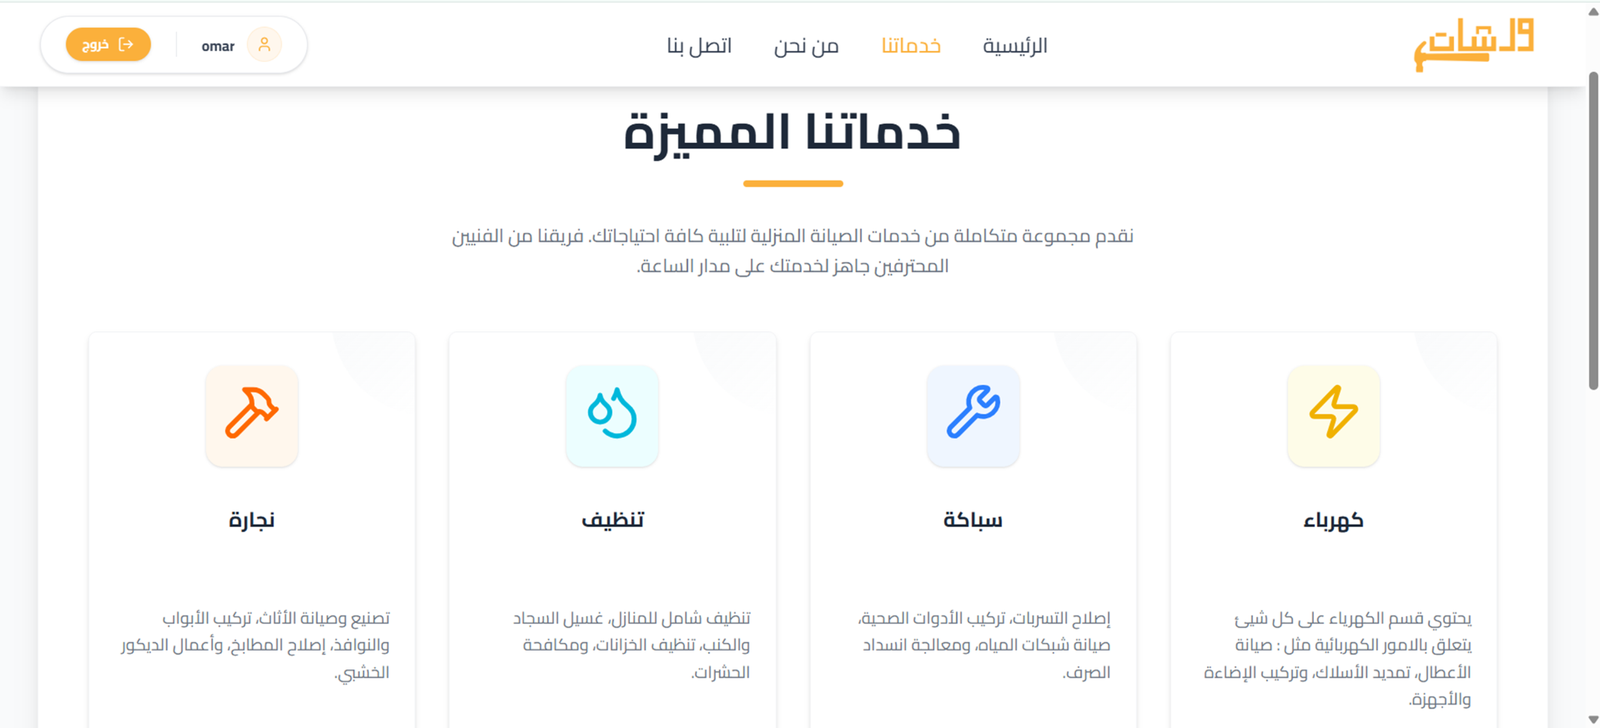 ورشات
الرئيسية
خدماتنا
من نحن
اتصل بنا
omar
خروج
خدماتنا المميزة
نقدم مجموعة متكاملة من خدمات الصيانة المنزلية لتلبية كافة احتياجاتك. فريقنا من الفنيين
المحترفين جاهز لخدمتك على مدار الساعة.
كهرباء
يحتوي قسم الكهرباء على كل شيئ
يتعلق بالامور الكهربائية مثل : صيانة
الأعطال، تمديد الأسلاك، وتركيب الإضاءة
والأجهزة.
سباكة
إصلاح التسربات، تركيب الأدوات الصحية،
صيانة شبكات المياه، ومعالجة انسداد
الصرف.
تنظيف
تنظيف شامل للمنازل، غسيل السجاد
والكنب، تنظيف الخزانات، ومكافحة
الحشرات.
نجارة
تصنيع وصيانة الأثاث، تركيب الأبواب
والنوافذ، إصلاح المطابخ، وأعمال الديكور
الخشبي.